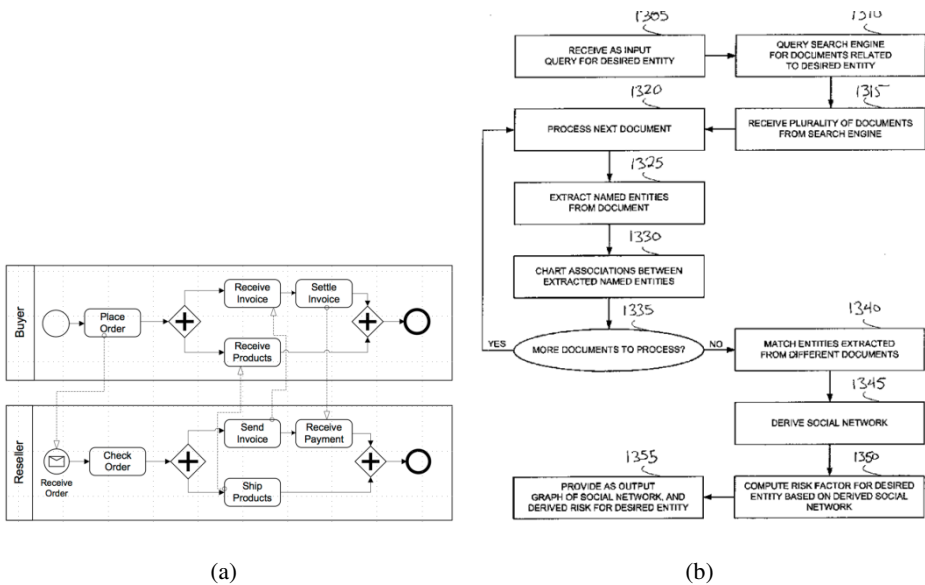 Buyer
Place
Order
Receive
Invoice
Settle
Invoice
Receive
Products
Reseller
Receive
Order
Check
Order
Send
Invoice
Receive
Payment
Ship
Products
(a)
1305
RECEIVE AS INPUT
QUERY FOR DESIRED ENTITY
1310
QUERY SEARCH ENGINE
FOR DOCUMENTS RELATED
TO DESIRED ENTITY
1315
RECEIVE PLURALITY OF DOCUMENTS
FROM SEARCH ENGINE
1320
PROCESS NEXT DOCUMENT
1325
EXTRACT NAMED ENTITIES
FROM DOCUMENT
1330
CHART ASSOCIATIONS BETWEEN
EXTRACTED NAMED ENTITIES
1335
MORE DOCUMENTS TO PROCESS?
YES
NO
1340
MATCH ENTITIES EXTRACTED
FROM DIFFERENT DOCUMENTS
1345
DERIVE SOCIAL NETWORK
1350
COMPUTE RISK FACTOR FOR DESIRED
ENTITY BASED ON DERIVED SOCIAL
NETWORK
1355
PROVIDE AS OUTPUT
GRAPH OF SOCIAL NETWORK, AND
DERIVED RISK FOR DESIRED ENTITY
(b)